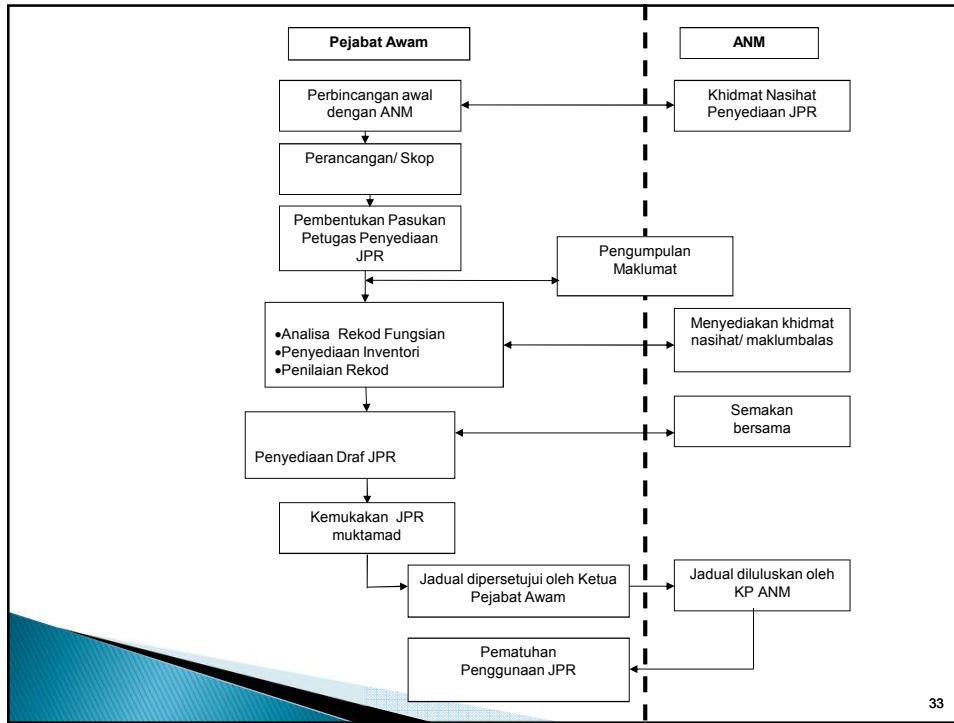 Pejabat Awam
ANM
Perbincangan awal
dengan ANM
Khidmat Nasihat
Penyediaan JPR
Perancangan/ Skop
Pembentukan Pasukan
Petugas Penyediaan
JPR
Pengumpulan
Maklumat
•Analisa Rekod Fungsian
•Penyediaan Inventori
•Penilaian Rekod
Menyediakan khidmat
nasihat/ maklumbalas
Penyediaan Draf JPR
Semakan
bersama
Kemukakan JPR
muktamad
Jadual dipersetujui oleh Ketua
Pejabat Awam
Jadual diluluskan oleh
KP ANM
Pematuhan
Penggunaan JPR
33